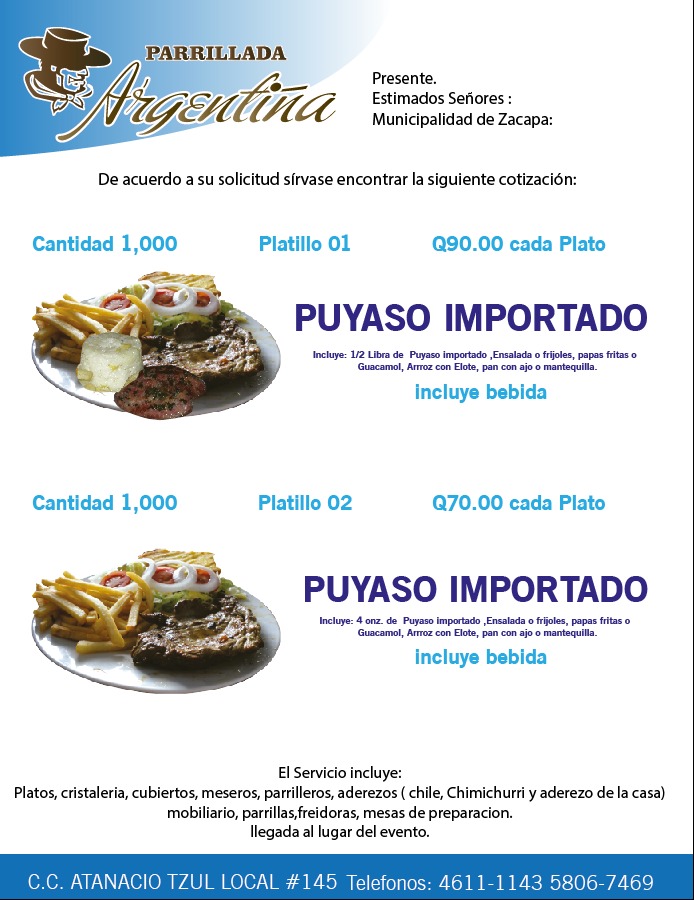 PARRILLADA
Argentina
Presente.
Estimados Señores :
Municipalidad de Zacapa:
De acuerdo a su solicitud sírvase encontrar la siguiente cotización:
Cantidad 1,000 Platillo 01 Q90.00 cada Plato
PUYASO IMPORTADO
Incluye: 1/2 Libra de Puyaso importado ,Ensalada o frijoles, papas fritas o
Guacamol, Arrroz con Elote, pan con ajo o mantequilla.
incluye bebida
Cantidad 1,000 Platillo 02 Q70.00 cada Plato
PUYASO IMPORTADO
Incluye: 4 onz. de Puyaso importado ,Ensalada o frijoles, papas fritas o
Guacamol, Arrroz con Elote, pan con ajo o mantequilla.
incluye bebida
El Servicio incluye:
Platos, cristaleria, cubiertos, meseros, parrilleros, aderezos ( chile, Chimichurri y aderezo de la casa)
mobiliario, parrillas,freidoras, mesas de preparacion.
llegada al lugar del evento.
C.C. ATANACIO TZUL LOCAL #145 Telefonos: 4611-1143 5806-7469